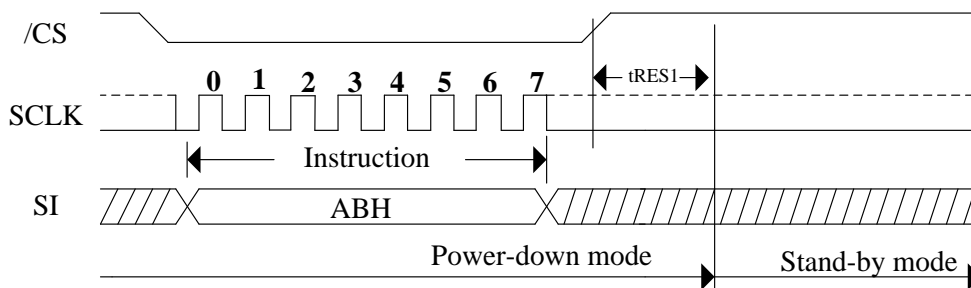 /CS
tRES1
0 1 2 3 4 5 6 7
SCLK
Instruction
SI
ABH
Power-down mode
Stand-by mode